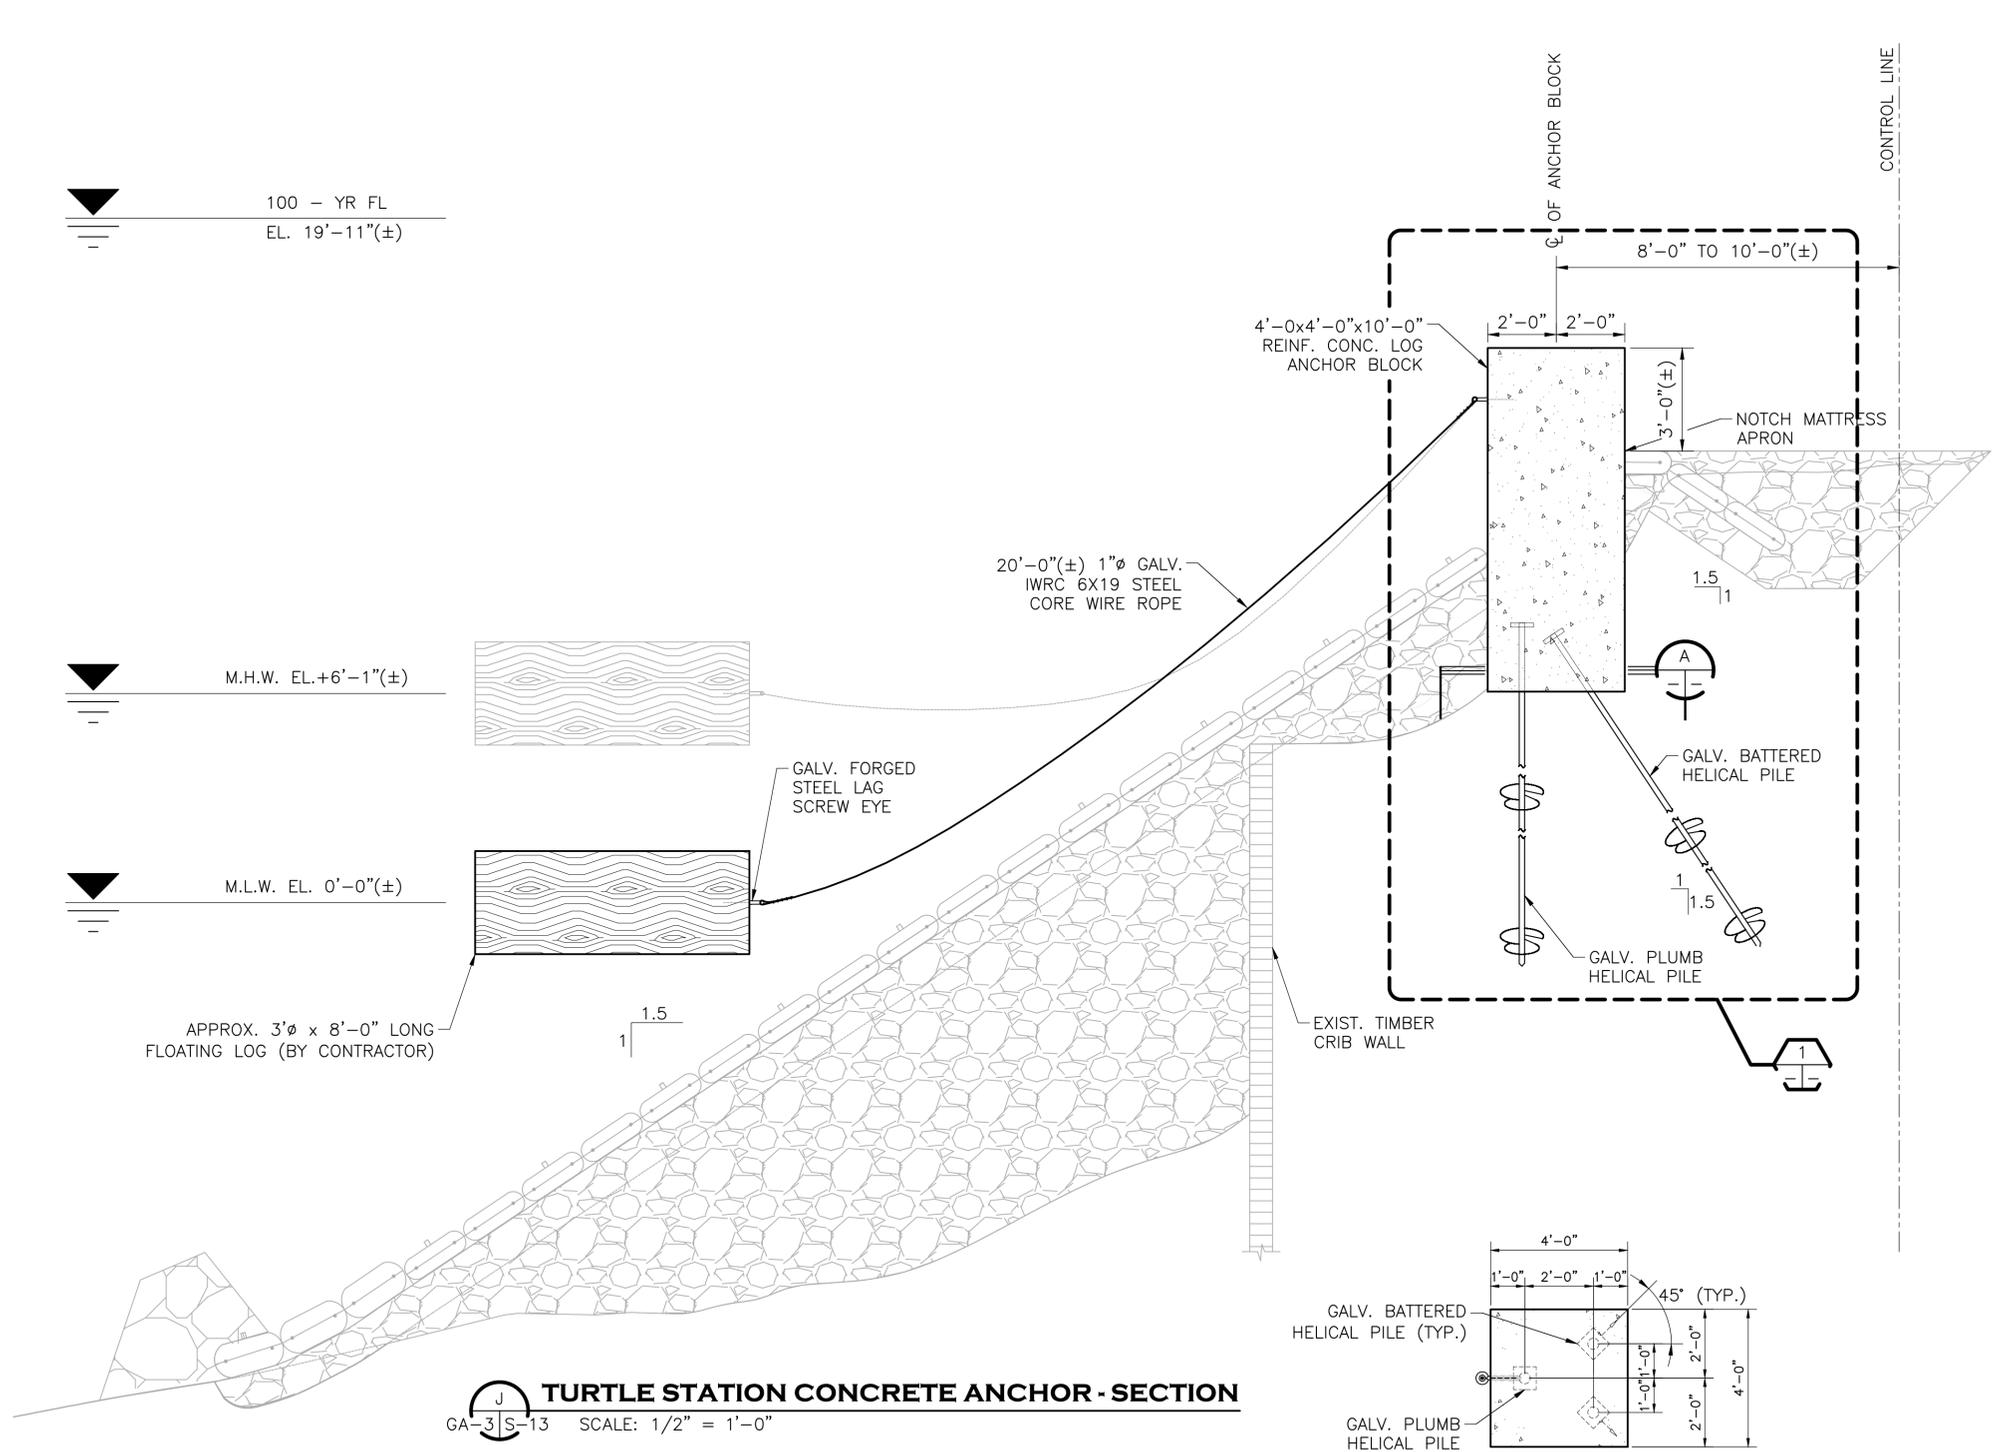 CONTROL LINE
℄ OF ANCHOR BLOCK
100 – YR FL
EL. 19'–11"(±)
8'–0" TO 10'–0"(±)
2'–0" 2'–0"
4'–0x4'–0"x10'–0"
REINF. CONC. LOG
ANCHOR BLOCK
3'–0"(±)
NOTCH MATTRESS
APRON
20'–0"(±) 1"ø GALV.
IWRC 6X19 STEEL
CORE WIRE ROPE
1.5
1
A
– –
M.H.W. EL.+6'–1"(±)
GALV. FORGED
STEEL LAG
SCREW EYE
GALV. BATTERED
HELICAL PILE
M.L.W. EL. 0'–0"(±)
1
1.5
GALV. PLUMB
HELICAL PILE
1.5
1
APPROX. 3'ø x 8'–0" LONG
FLOATING LOG (BY CONTRACTOR)
EXIST. TIMBER
CRIB WALL
1
– –
4'–0"
1'–0" 2'–0" 1'–0"
45° (TYP.)
GALV. BATTERED
HELICAL PILE (TYP.)
1'–0"
1'–0"
2'–0"
2'–0"
4'–0"
GALV. PLUMB
HELICAL PILE
J
GA–3 S–13
TURTLE STATION CONCRETE ANCHOR - SECTION
SCALE: 1/2" = 1'–0"